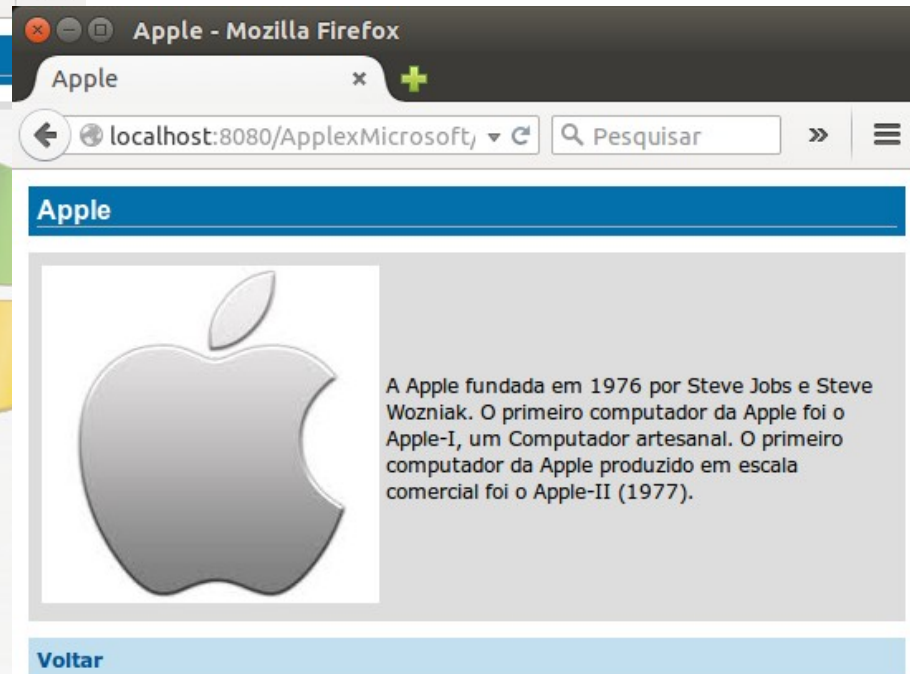 Apple - Mozilla Firefox
Apple
localhost:8080/ApplexMicrosoft/
Pesquisar
Apple
A Apple fundada em 1976 por Steve Jobs e Steve
Wozniak. O primeiro computador da Apple foi o
Apple-I, um Computador artesanal. O primeiro
computador da Apple produzido em escala
comercial foi o Apple-II (1977).
Voltar